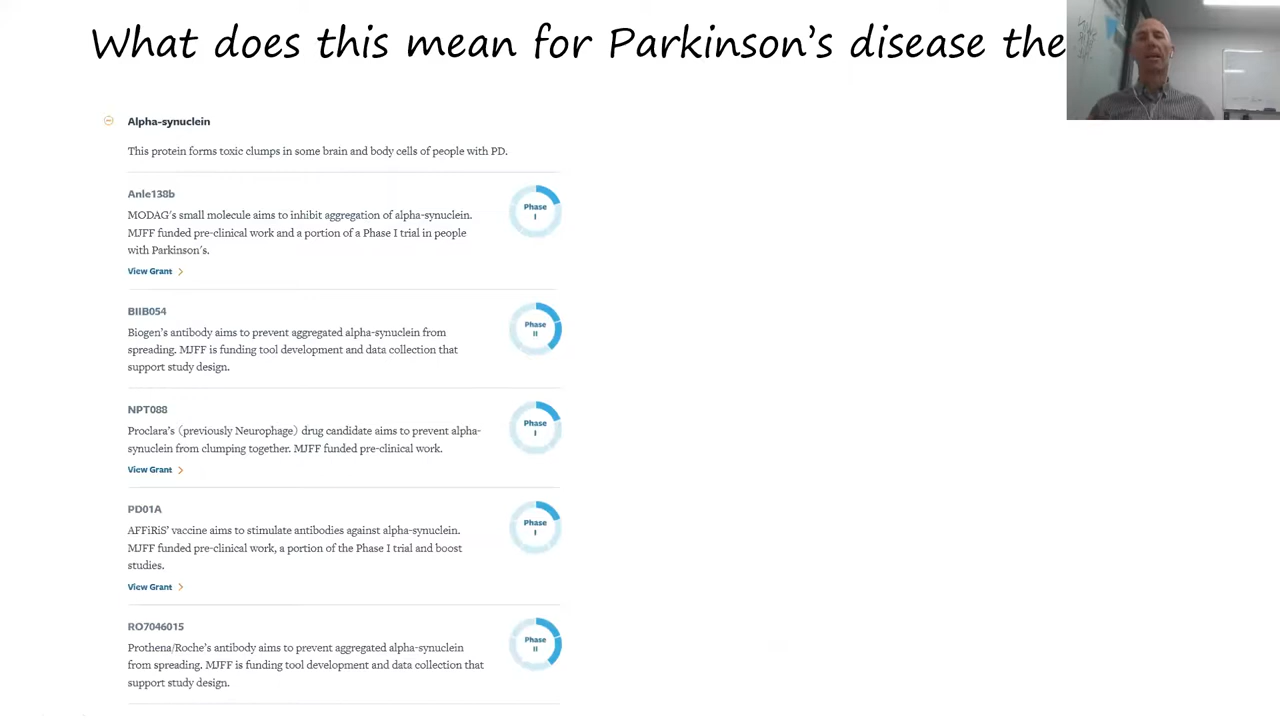 What does this mean for Parkinson's disease the
Alpha-synuclein
This protein forms toxic clumps in some brain and body cells of people with PD.
Anle138b
MODAG's small molecule aims to inhibit aggregation of alpha-synuclein.
MJFF funded pre-clinical work and a portion of a Phase I trial in people
with Parkinson's.
View Grant
Phase
I
BIIB054
Biogen's antibody aims to prevent aggregated alpha-synuclein from
spreading. MJFF is funding tool development and data collection that
support study design.
Phase
II
NPT088
Proclara's (previously Neurophage) drug candidate aims to prevent alpha-
synuclein from clumping together. MJFF funded pre-clinical work.
View Grant
Phase
I
PD01A
AFFiRiS' vaccine aims to stimulate antibodies against alpha-synuclein.
MJFF funded pre-clinical work, a portion of the Phase I trial and boost
studies.
View Grant
Phase
I
RO7046015
Prothena/Roche's antibody aims to prevent aggregated alpha-synuclein
from spreading. MJFF is funding tool development and data collection that
support study design.
Phase
II